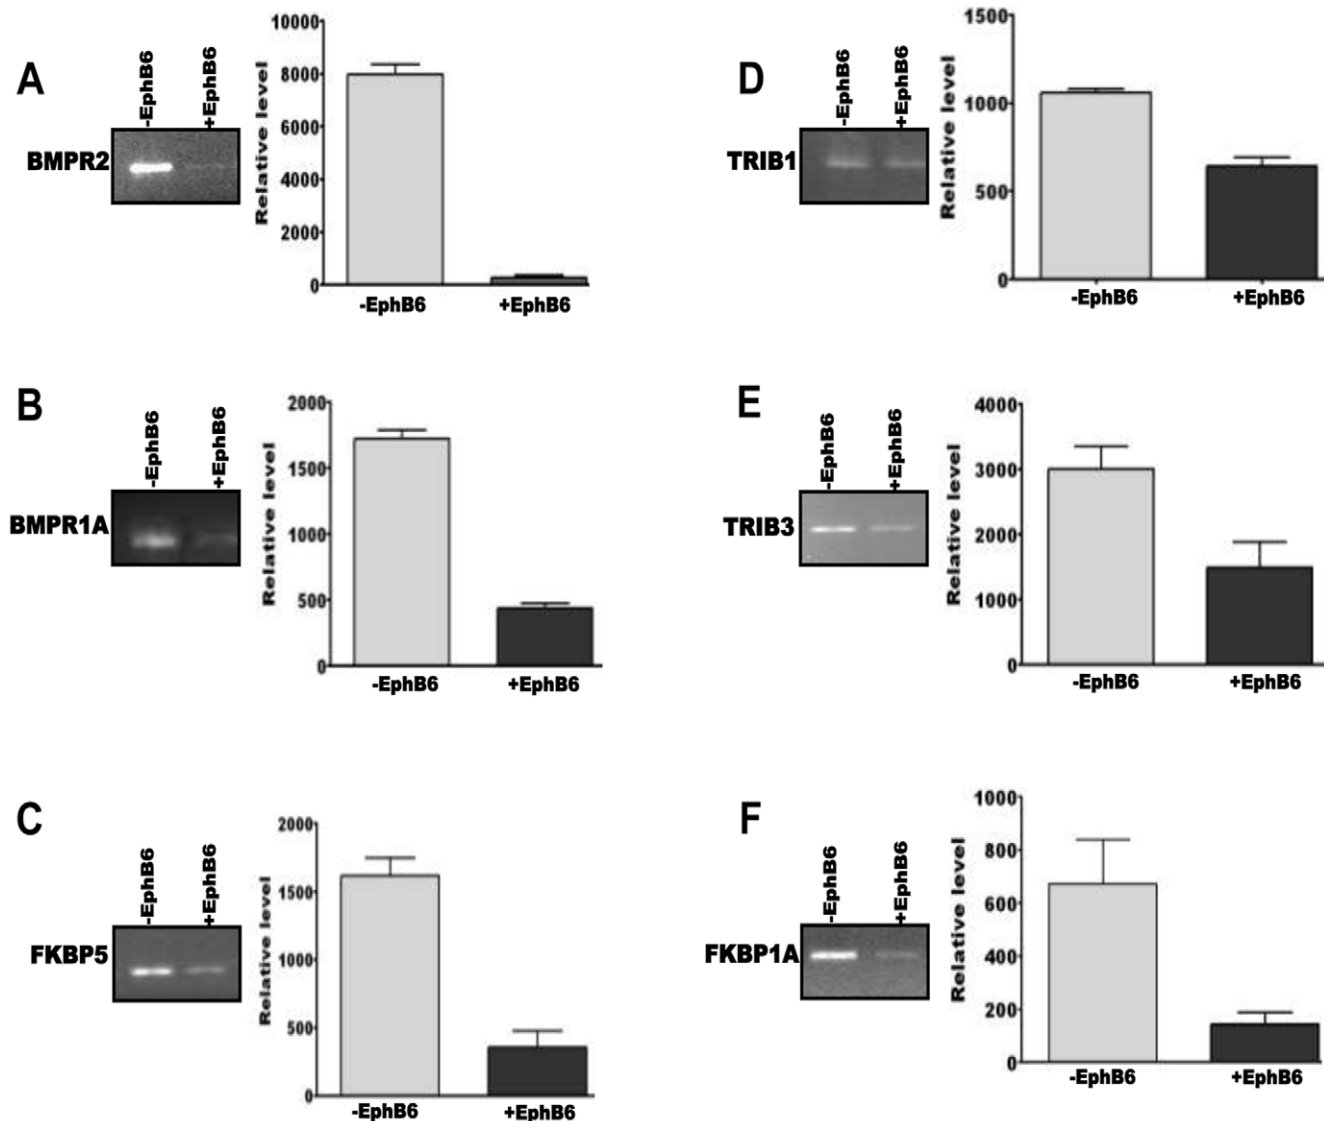 A
-EphB6
+EphB6
BMPR2
Relative level
10000
8000
6000
4000
2000
0
-EphB6 +EphB6
B
-EphB6
+EphB6
BMPR1A
Relative level
2000
1500
1000
500
0
-EphB6 +EphB6
C
-EphB6
+EphB6
FKBP5
Relative level
2000
1500
1000
500
0
-EphB6 +EphB6
D
-EphB6
+EphB6
TRIB1
Relative level
1500
1000
500
0
-EphB6 +EphB6
E
-EphB6
+EphB6
TRIB3
Relative level
4000
3000
2000
1000
0
-EphB6 +EphB6
F
-EphB6
+EphB6
FKBP1A
Relative level
1000
800
600
400
200
0
-EphB6 +EphB6